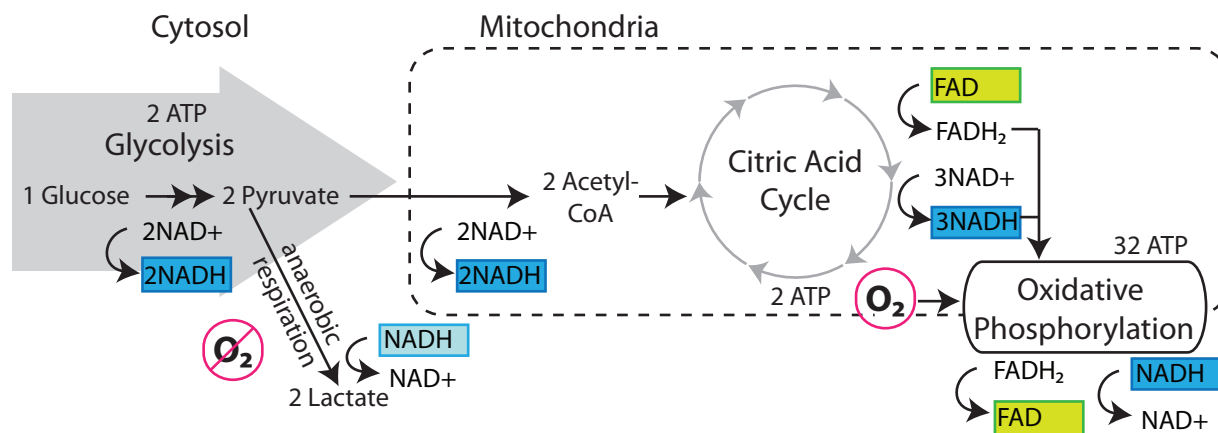 Cytosol
Mitochondria
2 ATP
Glycolysis
1 Glucose
2 Pyruvate
2NAD+
2NADH
anaerobic
respiration
O₂
NADH
NAD+
2 Lactate
2 Acetyl-
CoA
2NAD+
2NADH
Citric Acid
Cycle
2 ATP
FAD
FADH₂
3NAD+
3NADH
O₂
32 ATP
Oxidative
Phosphorylation
FADH₂
FAD
NADH
NAD+